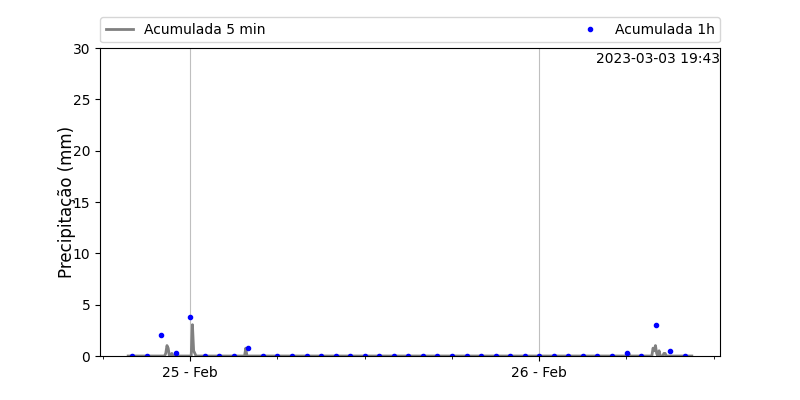 Acumulada 5 min
Acumulada 1h
2023-03-03 19:43
Precipitação (mm)
30
25
20
15
10
5
0
25 - Feb
26 - Feb